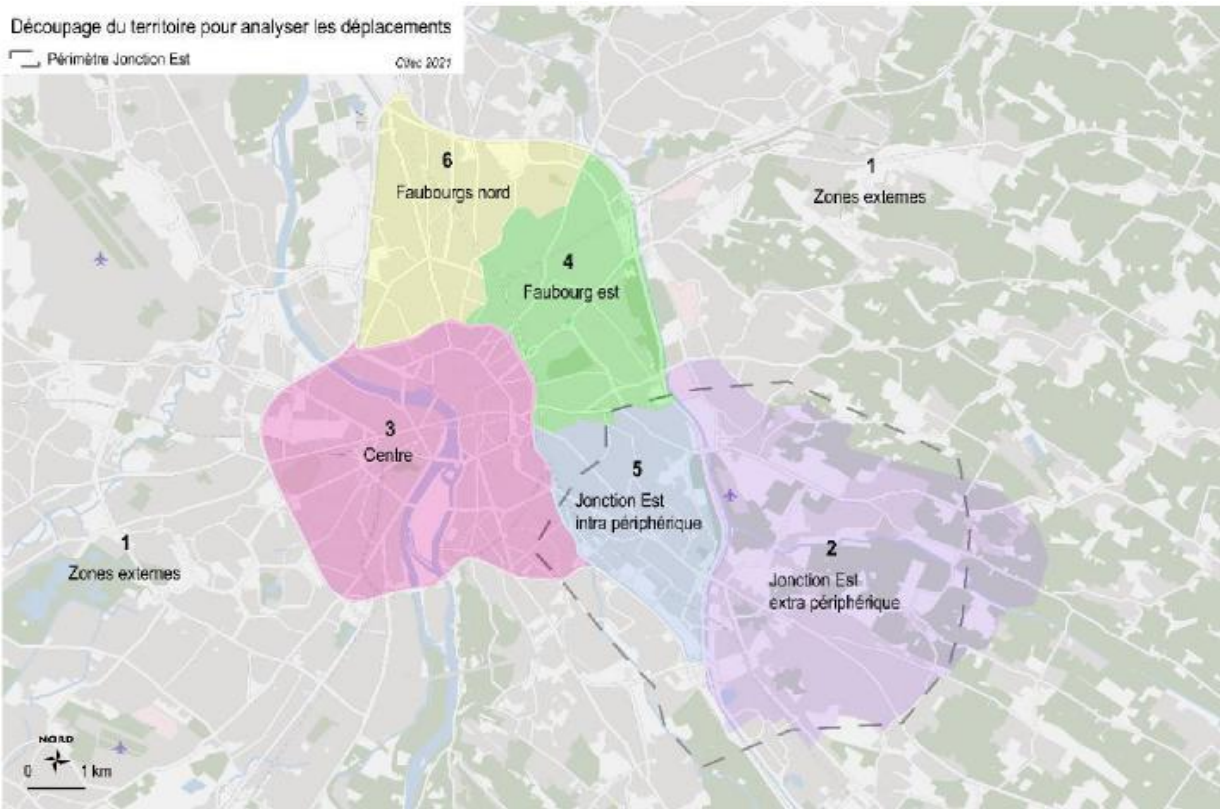 Découpage du territoire pour analyser les déplacements
Périmètre Jonction Est
Citec 2021
6
Faubourgs nord
1
Zones externes
4
Faubourg est
3
Centre
5
Jonction Est
intra périphérique
1
Zones externes
2
Jonction Est
extra périphérique
NORD
0 1 km